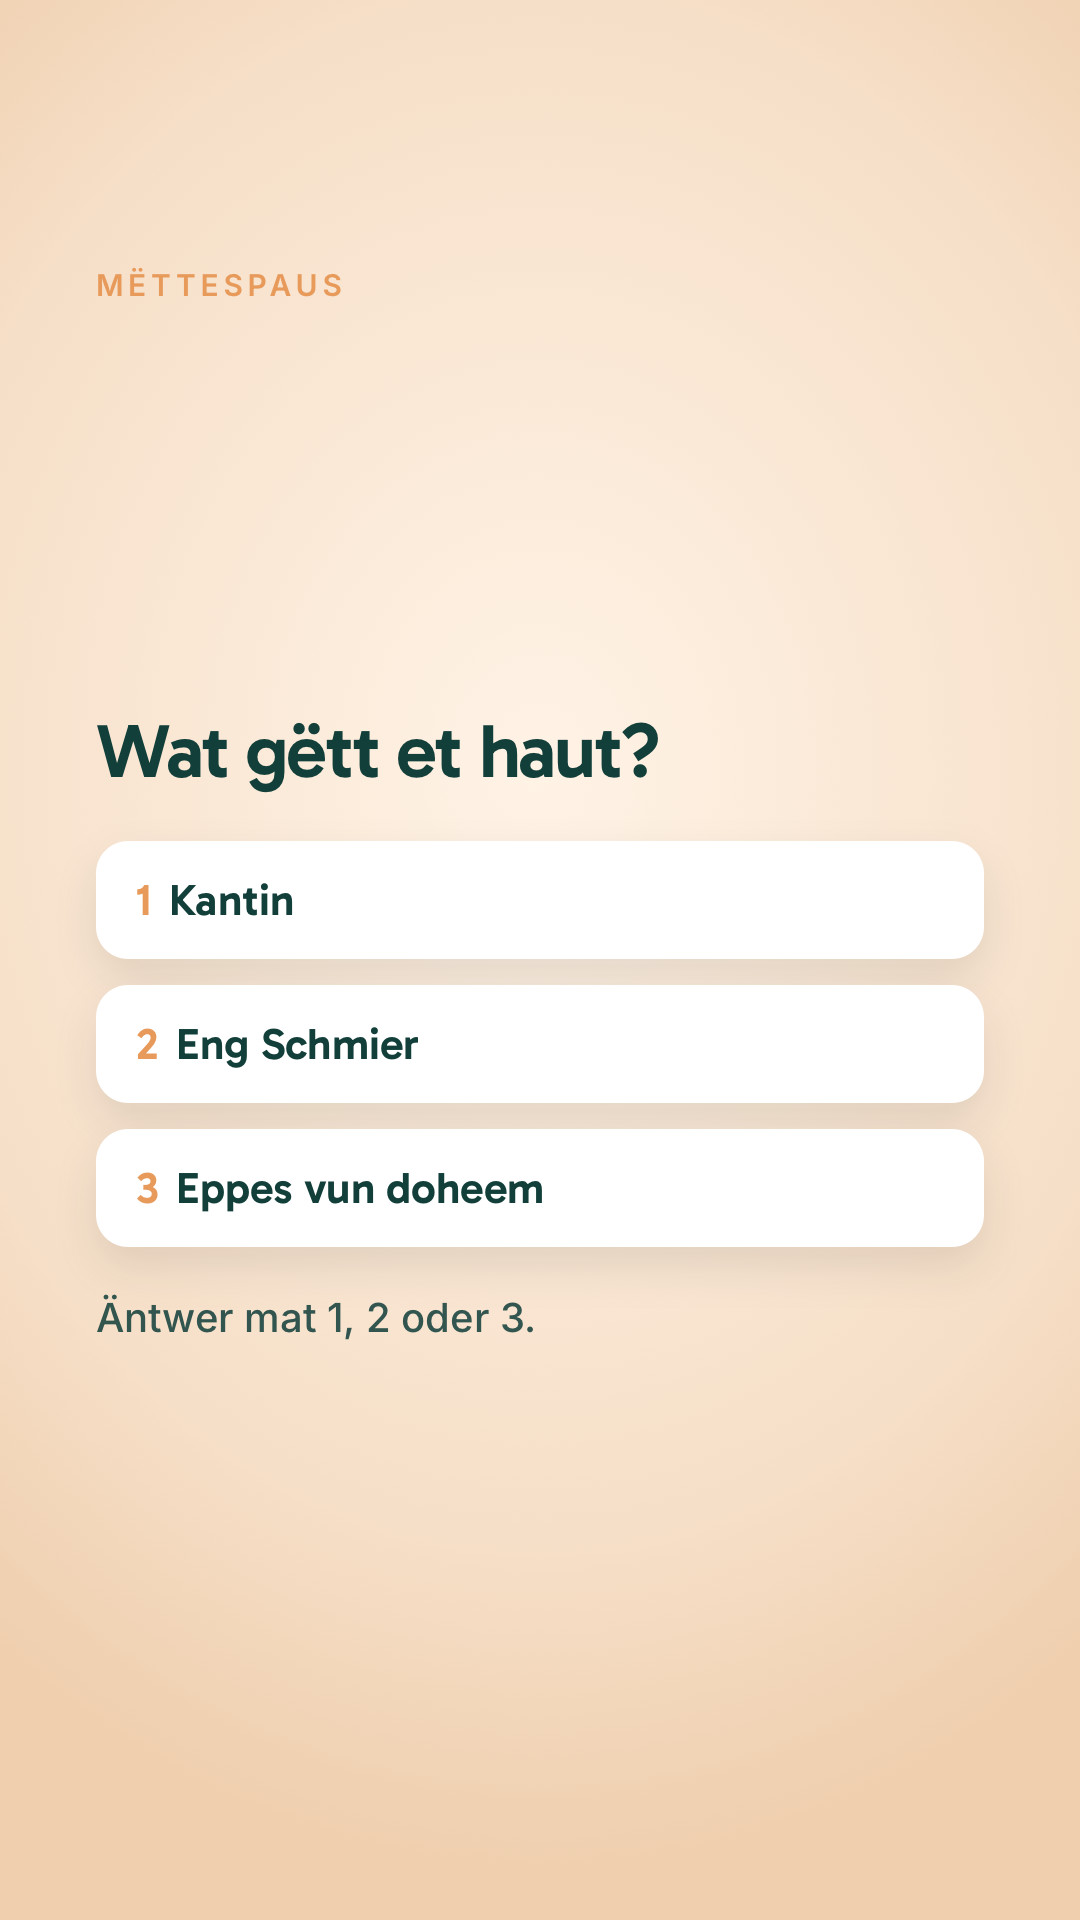 MËTTESPAUS
Wat gëtt et haut?
1 Kantin
2 Eng Schmier
3 Eppes vun doheem
Äntwer mat 1, 2 oder 3.